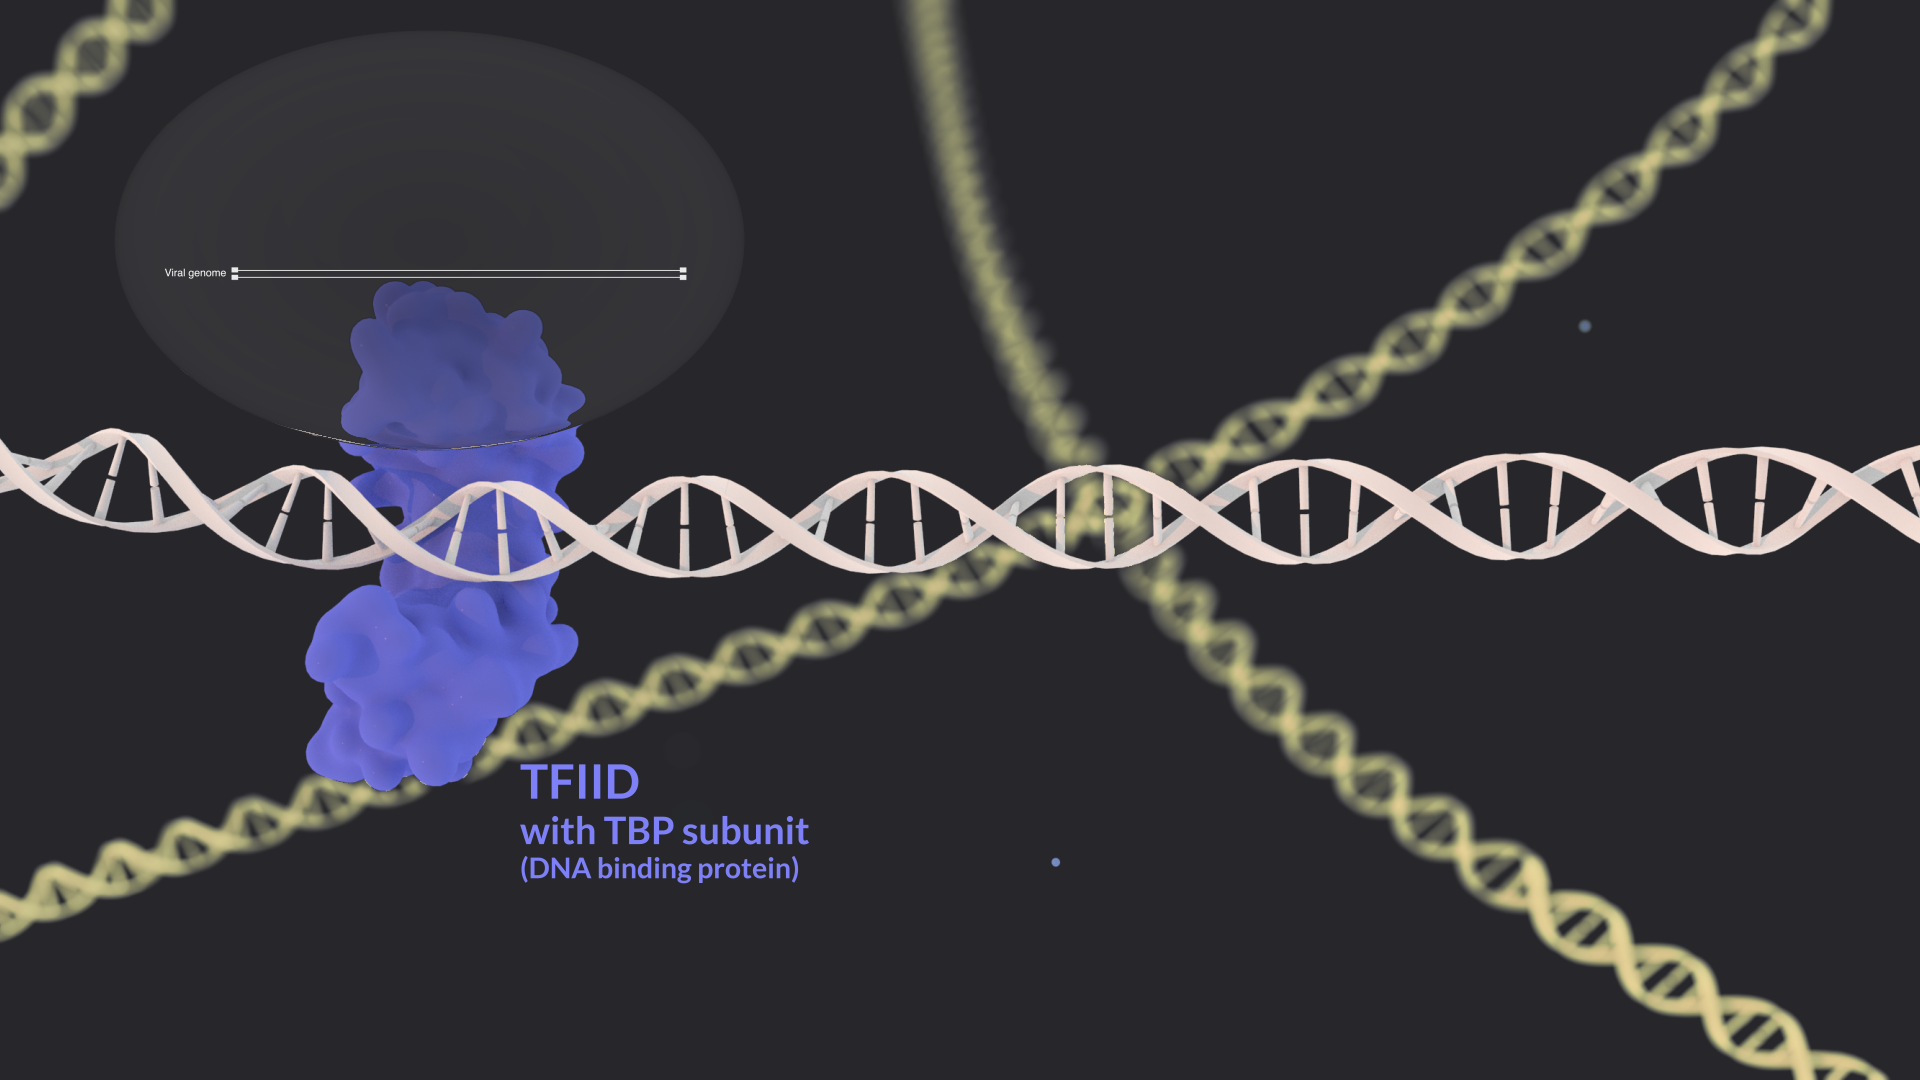 Viral genome
TFIID
with TBP subunit
(DNA binding protein)